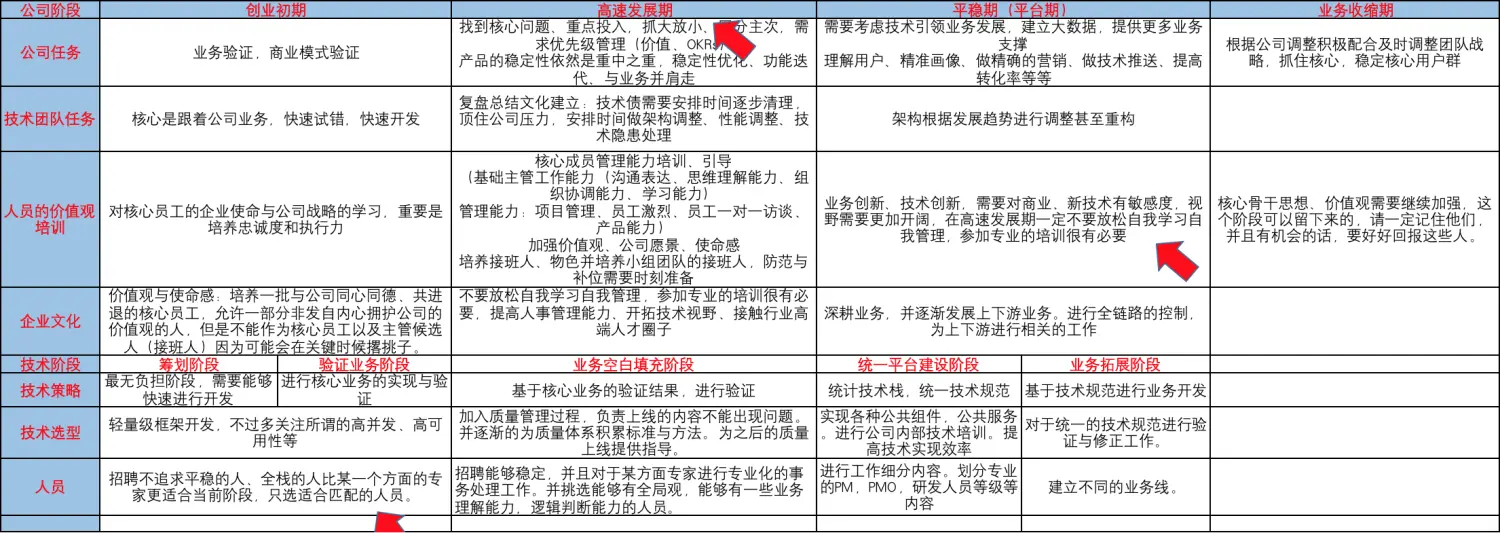 公司阶段 创业初期 高速发展期 平稳期（平台期） 业务收缩期
公司任务
业务验证，商业模式验证
找到核心问题、重点投入，抓大放小、分主次，需
求优先级管理（价值、OKRs
产品的稳定性依然是重中之重，稳定性优化、功能迭
代、与业务并肩走
需要考虑技术引领业务发展，建立大数据，提供更多业务
支撑
理解用户、精准画像、做精确的营销、做技术推送、提高
转化率等等
根据公司调整积极配合及时调整团队战
略，抓住核心，稳定核心用户群
技术团队任务
核心是跟着公司业务，快速试错，快速开发
复盘总结文化建立：技术债需要安排时间逐步清理，
顶住公司压力，安排时间做架构调整、性能调整、技
术隐患处理
架构根据发展趋势进行调整甚至重构
人员的价值观
培训
对核心员工的企业使命与公司战略的学习，重要是
培养忠诚度和执行力
核心成员管理能力培训、引导
（基础主管工作能力（沟通表达、思维理解能力、组
织协调能力、学习能力）
管理能力：项目管理、员工激烈、员工一对一访谈、
产品能力）
加强价值观、公司愿景、使命感
培养接班人、物色并培养小组团队的接班人，防范与
补位需要时刻准备
业务创新、技术创新，需要对商业、新技术有敏感度，视
野需要更加开阔，在高速发展期一定不要放松自我学习自
我管理，参加专业的培训很有必要
核心骨干思想、价值观需要继续加强，这
个阶段可以留下来的，请一定记住他们，
并且有机会的话，要好好回报这些人。
企业文化
价值观与使命感：培养一批与公司同心同德、共进
退的核心员工，允许一部分非发自内心拥护公司的
价值观的人，但是不能作为核心员工以及主管候选
人（接班人）因为可能会在关键时候撂挑子。
不要放松自我学习自我管理，参加专业的培训很有必
要，提高人事管理能力、开拓技术视野、接触行业高
端人才圈子
深耕业务，并逐渐发展上下游业务。进行全链路的控制，
为上下游进行相关的工作
技术阶段 筹划阶段 验证业务阶段 业务空白填充阶段 统一平台建设阶段 业务拓展阶段
技术策略
最无负担阶段，需要能够
快速进行开发
进行核心业务的实现与验
证
基于核心业务的验证结果，进行验证
统计技术栈，统一技术规范
基于技术规范进行业务开发
技术选型
轻量级框架开发，不过多关注所谓的高并发、高可
用性等
加入质量管理过程，负责上线的内容不能出现问题。
并逐渐的为质量体系积累标准与方法。为之后的质量
上线提供指导。
实现各种公共组件，公共服务
。进行公司内部技术培训。提
高技术实现效率
对于统一的技术规范进行验
证与修正工作。
人员
招聘不追求平稳的人、全栈的人比某一个方面的专
家更适合当前阶段，只选适合匹配的人员。
招聘能够稳定，并且对于某方面专家进行专业化的事
务处理工作。并挑选能够有全局观，能够有一些业务
理解能力，逻辑判断能力的人员。
进行工作细分内容。划分专业
的PM，PMO，研发人员等级等
内容
建立不同的业务线。